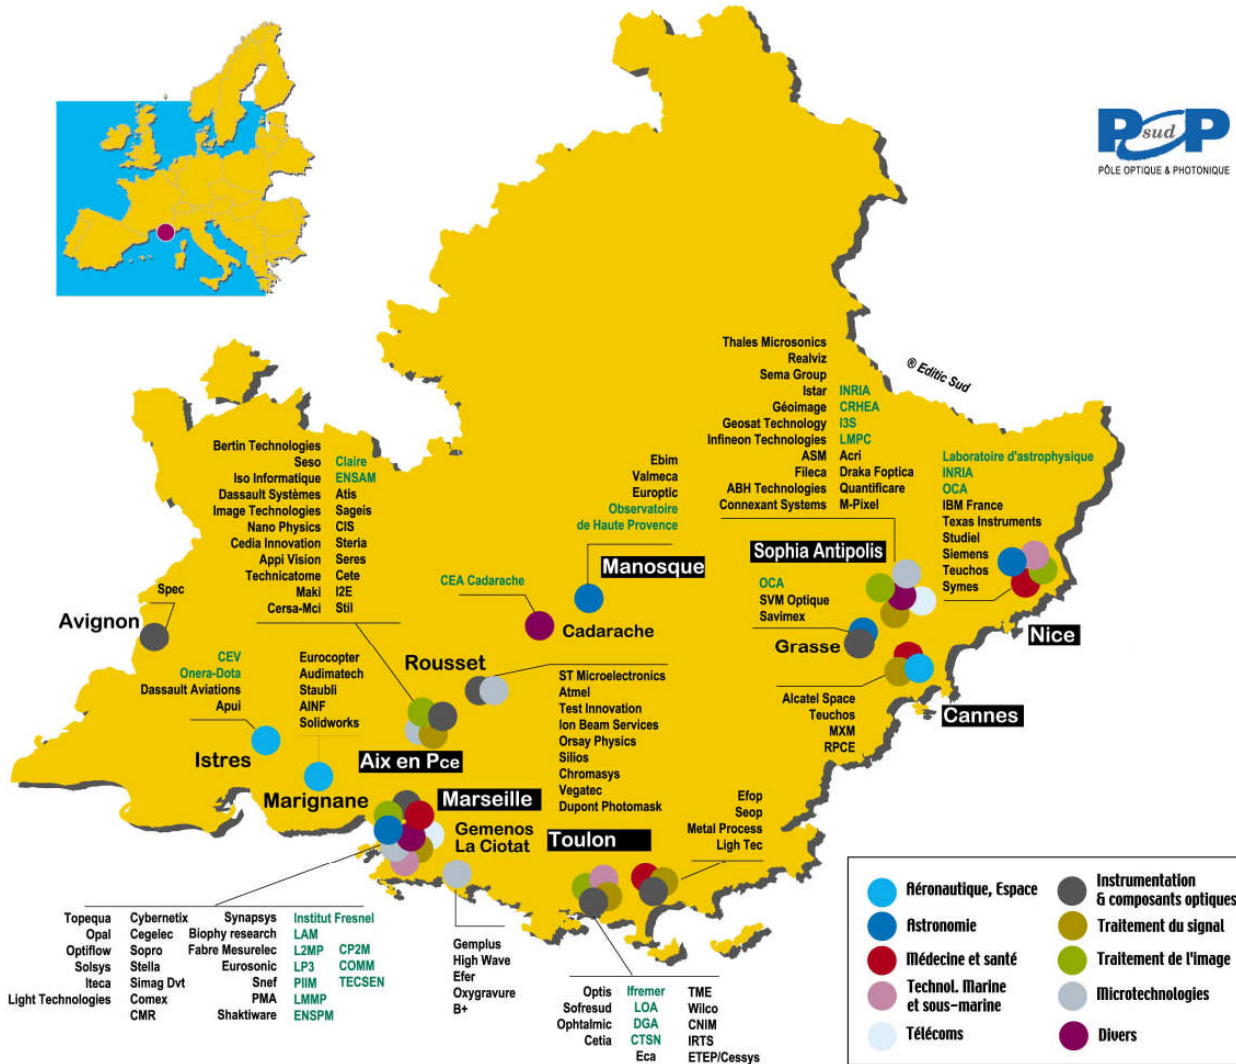 POP
sud
PÔLE OPTIQUE & PHOTONIQUE
® Editic Sud
Thales Microsonics
Realviz
Sema Group
Istar INRIA
Géoimage CRHEA
Geosat Technology I3S
Infineon Technologies LMPC
ASM Acri
Fileca Draka Foptica
ABH Technologies Quantificare
Connexant Systems M-Pixel
Sophia Antipolis
Laboratoire d'astrophysique
INRIA
OCA
IBM France
Texas Instruments
Studiel
Siemens
Teuchos
Symes
Nice
Bertin Technologies
Seso Claire
Iso Informatique ENSAM
Dassault Systèmes Atis
Image Technologies Sageis
Nano Physics CIS
Cedia Innovation Steria
Appi Vision Seres
Technicatome Cete
Maki I2E
Cersa-Mci Stil
Aix en Pce
Ebim
Valmeca
Europtic
Observatoire
de Haute Provence
Manosque
CEA Cadarache
Cadarache
OCA
SVM Optique
Savimex
Grasse
Spec
Avignon
CEV
Onera-Dota
Dassault Aviations
Apui
Istres
Eurocopter
Audimatech
Staubli
AINF
Solidworks
Marignane
Rousset
ST Microelectronics
Atmel
Test Innovation
Ion Beam Services
Orsay Physics
Silios
Chromasys
Vegatec
Dupont Photomask
Alcatel Space
Teuchos
MXM
RPCE
Cannes
Marseille
Gemenos
La Ciotat
Toulon
Efop
Seop
Metal Process
Ligh Tec
Topequa Cybernetix Synapsys Institut Fresnel
Opal Cegelec Biophy research LAM
Optiflow Sopro Fabre Mesurelec L2MP CP2M
Solsys Stella Eurosonic LP3 COMM
Iteca Simag Dvt Snef PIIM TECSEN
Light Technologies Comex PMA LMMP
CMR Shaktiware ENSPM
Gemplus
High Wave
Efer
Oxygravure
B+
Optis Ifremer TME
Sofresud LOA Wilco
Ophtalmic DGA CNIM
Cetia CTSN IRTS
Eca ETEP/Cessys
Aéronautique, Espace
Astronomie
Médecine et santé
Technol. Marine
et sous-marine
Télécoms
Instrumentation
& composants optiques
Traitement du signal
Traitement de l'image
Microtechnologies
Divers